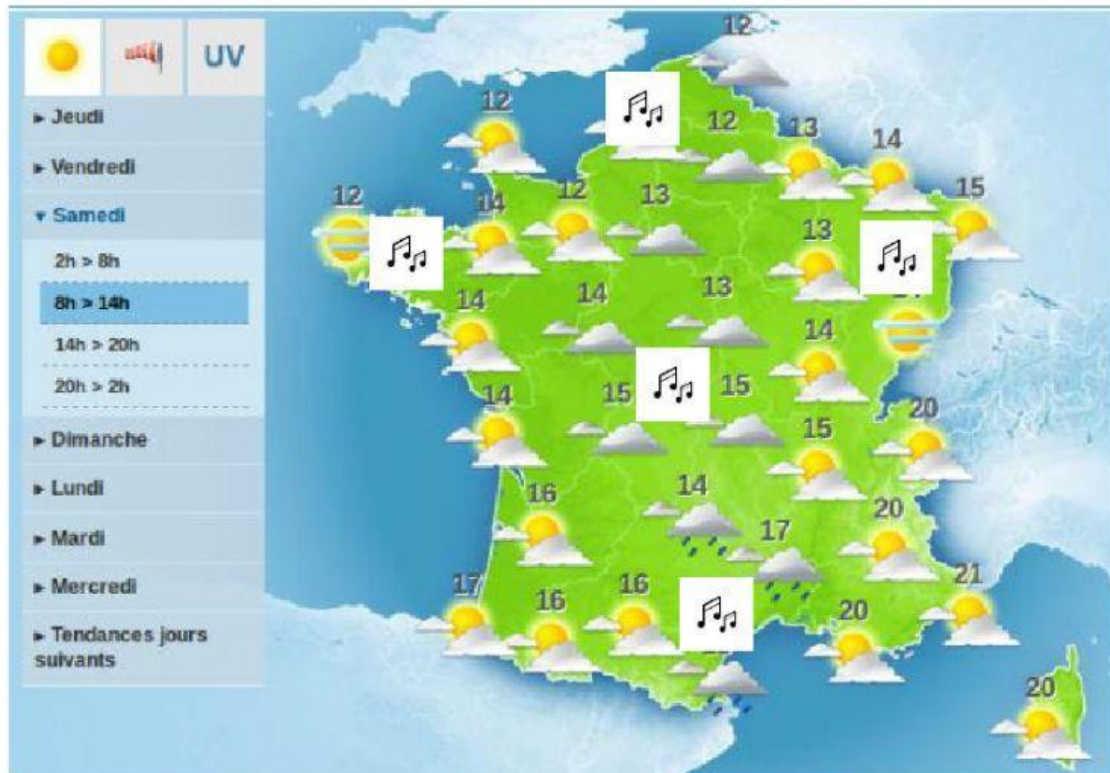 UV
▸ Jeudi
▸ Vendredi
▾ Samedi
2h > 8h
8h > 14h
14h > 20h
20h > 2h
▸ Dimanche
▸ Lundi
▸ Mardi
▸ Mercredi
▸ Tendances jours
suivants
12
12
12
13
14
12
14
12
13
15
13
14
14
13
14
14
15
15
15
20
16
14
17
20
17
16
16
20
21
20